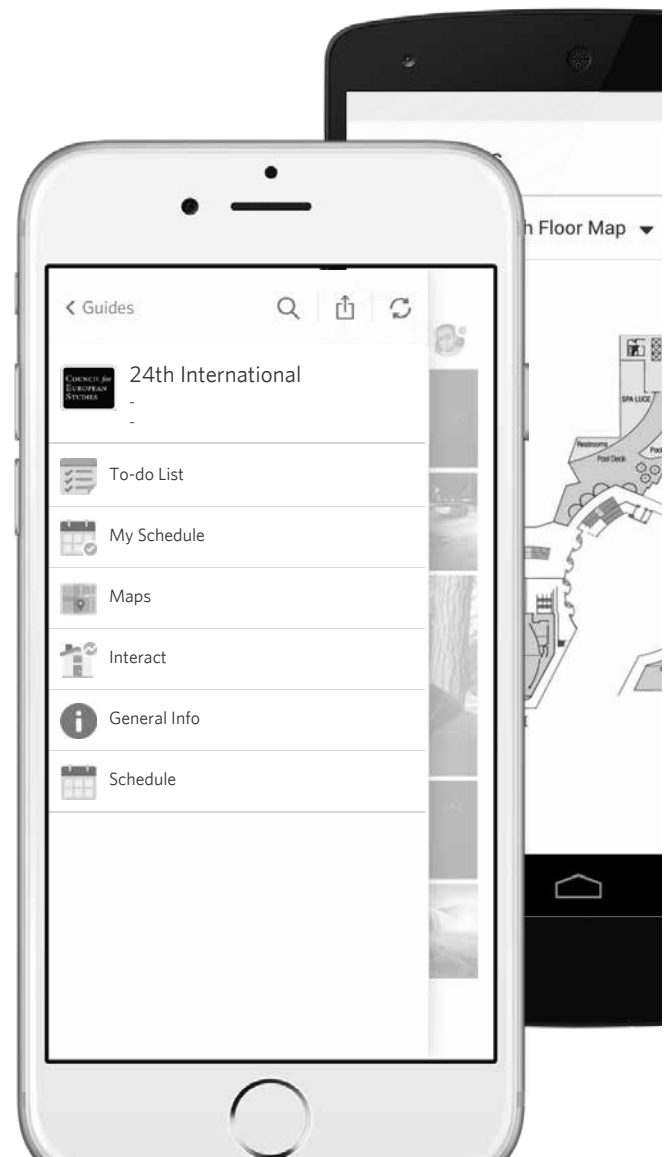 Guides
24th International
-
-
COUNCIL for
EUROPEAN
STUDIES
To-do List
My Schedule
Maps
Interact
General Info
Schedule
h Floor Map
SPA LUCE
Restrooms
Pool Deck